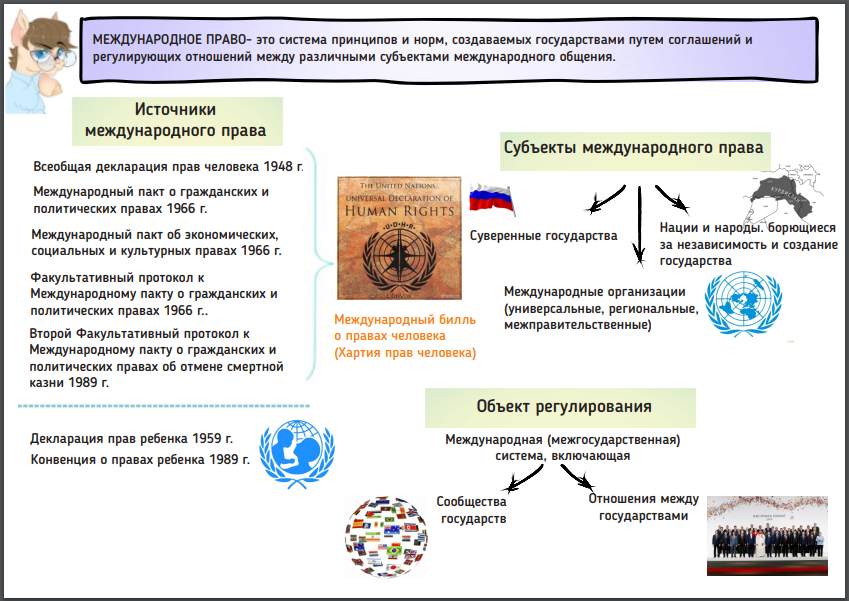 МЕЖДУНАРОДНОЕ ПРАВО- это система принципов и норм, создаваемых государствами путем соглашений и
регулирующих отношений между различными субъектами международного общения.
Источники
международного права
Всеобщая декларация прав человека 1948 г.
Международный пакт о гражданских и
политических правах 1966 г.
Международный пакт об экономических,
социальных и культурных правах 1966 г.
Факультативный протокол к
Международному пакту о гражданских и
политических правах 1966 г..
Второй Факультативный протокол к
Международному пакту о гражданских и
политических правах об отмене смертной
казни 1989 г.
THE UNITED NATIONS
UNIVERSAL DECLARATION OF
HUMAN RIGHTS
U·D·H·R
LibriVox
Международный билль
о правах человека
(Хартия прав человека)
Декларация прав ребенка 1959 г.
Конвенция о правах ребенка 1989 г.
Субъекты международного права
КУРДИСТАН
Суверенные государства
Нации и народы. борющиеся
за независимость и создание
государства
Международные организации
(универсальные, региональные,
межправительственные)
Объект регулирования
Международная (межгосударственная)
система, включающая
Сообщества
государств
Отношения между
государствами